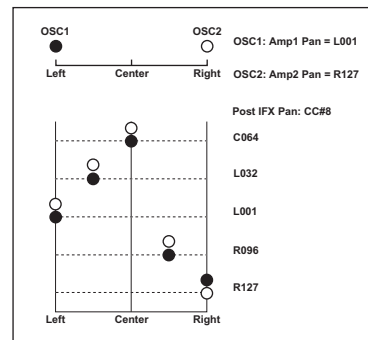 OSC1 OSC2
OSC1: Amp1 Pan = L001
Left Center Right
OSC2: Amp2 Pan = R127
Post IFX Pan: CC#8
C064
L032
L001
R096
R127
Left Center Right